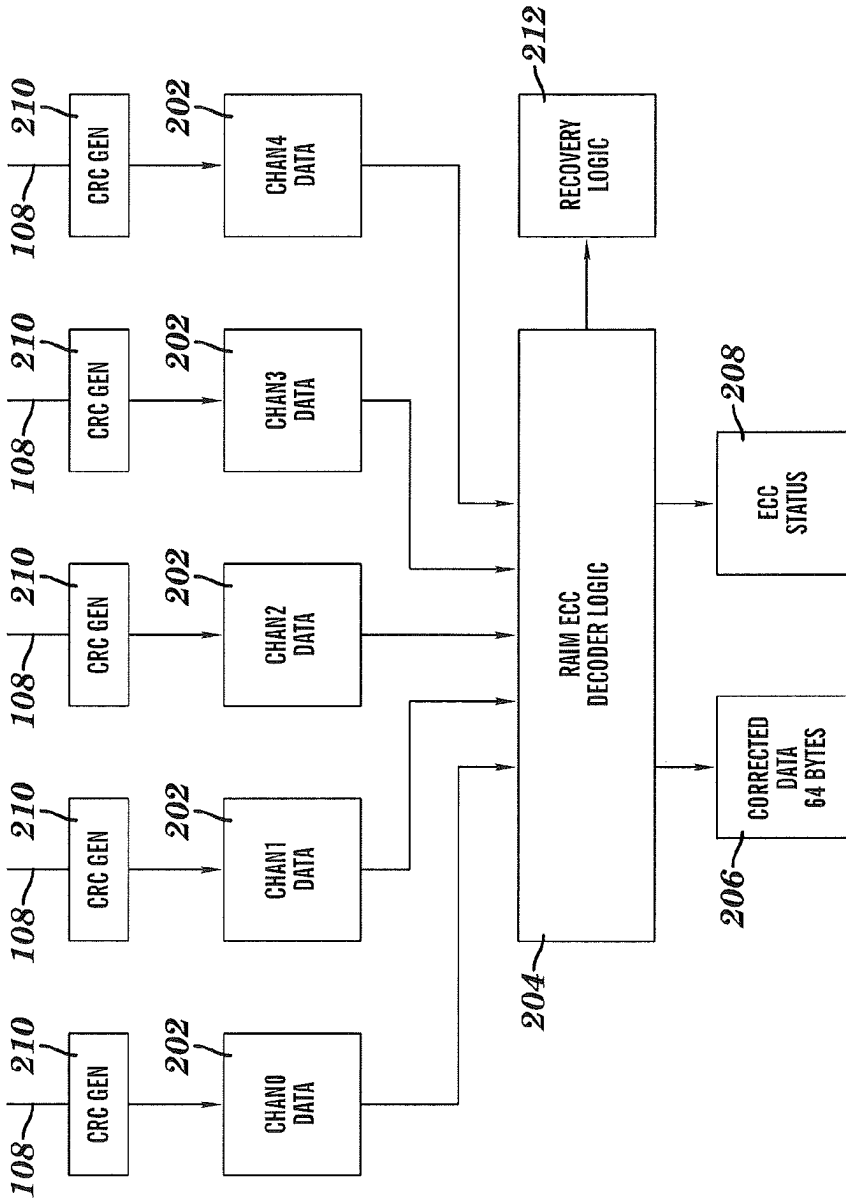 108
210
CRC GEN
202
CHAN0
DATA
108
210
CRC GEN
202
CHAN1
DATA
108
210
CRC GEN
202
CHAN2
DATA
108
210
CRC GEN
202
CHAN3
DATA
108
210
CRC GEN
202
CHAN4
DATA
204
RAIM ECC
DECODER LOGIC
212
RECOVERY
LOGIC
206
CORRECTED
DATA
64 BYTES
208
ECC
STATUS